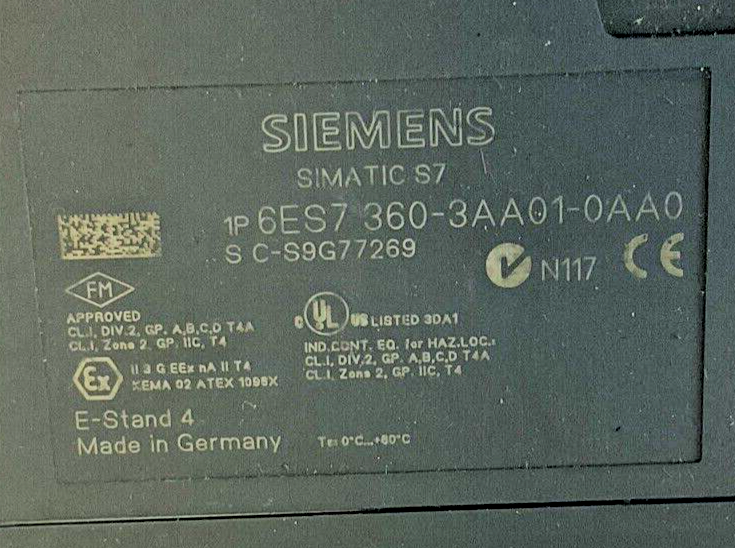 SIEMENS
SIMATIC S7
1P 6ES7 360-3AA01-0AA0
S C-S9G77269
N117 CE
FM
APPROVED
CL.I, DIV.2, GP. A,B,C,D T4A
CL.I, Zone 2, GP. IIC, T4
Ex
II 3 G EEx nA II T4
KEMA 02 ATEX 1096X
c UL US LISTED 3DA1
IND.CONT. EQ. for HAZ.LOC.:
CL.I, DIV.2, GP. A,B,C,D T4A
CL.I, Zone 2, GP. IIC, T4
E-Stand 4
Made in Germany
T±: 0°C...+60°C